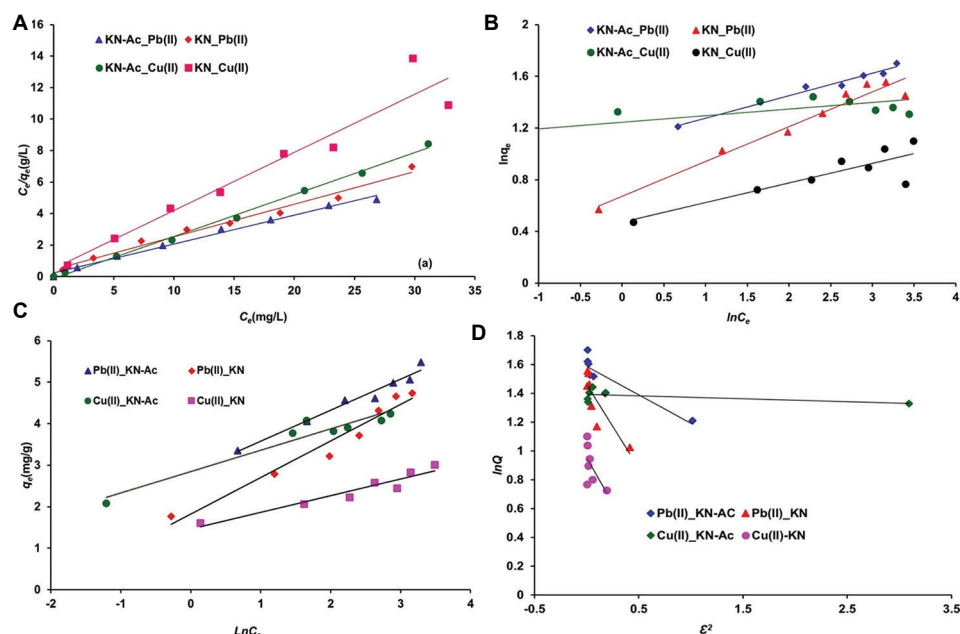 A
KN-Ac_Pb(II) KN_Pb(II)
KN-Ac_Cu(II) KN_Cu(II)
Ce/qe(g/L)
16
14
12
10
8
6
4
2
0
0 5 10 15 20 25 30 35
(a)
Ce(mg/L)
B
KN-Ac_Pb(II) KN_Pb(II)
KN-Ac_Cu(II) KN_Cu(II)
lnqe
2
1.6
1.2
0.8
0.4
0
-1 -0.5 0 0.5 1 1.5 2 2.5 3 3.5 4
lnCe
C
Pb(II)_KN-Ac Pb(II)_KN
Cu(II)_KN-Ac Cu(II)_KN
qe(mg/g)
6
5
4
3
2
1
0
-2 -1 0 1 2 3 4
LnCe
D
lnQ
1.8
1.6
1.4
1.2
1
0.8
0.6
0.4
0.2
0
-0.5 0 0.5 1 1.5 2 2.5 3 3.5
Pb(II)_KN-AC Pb(II)_KN
Cu(II)_KN-Ac Cu(II)-KN
Ɛ2